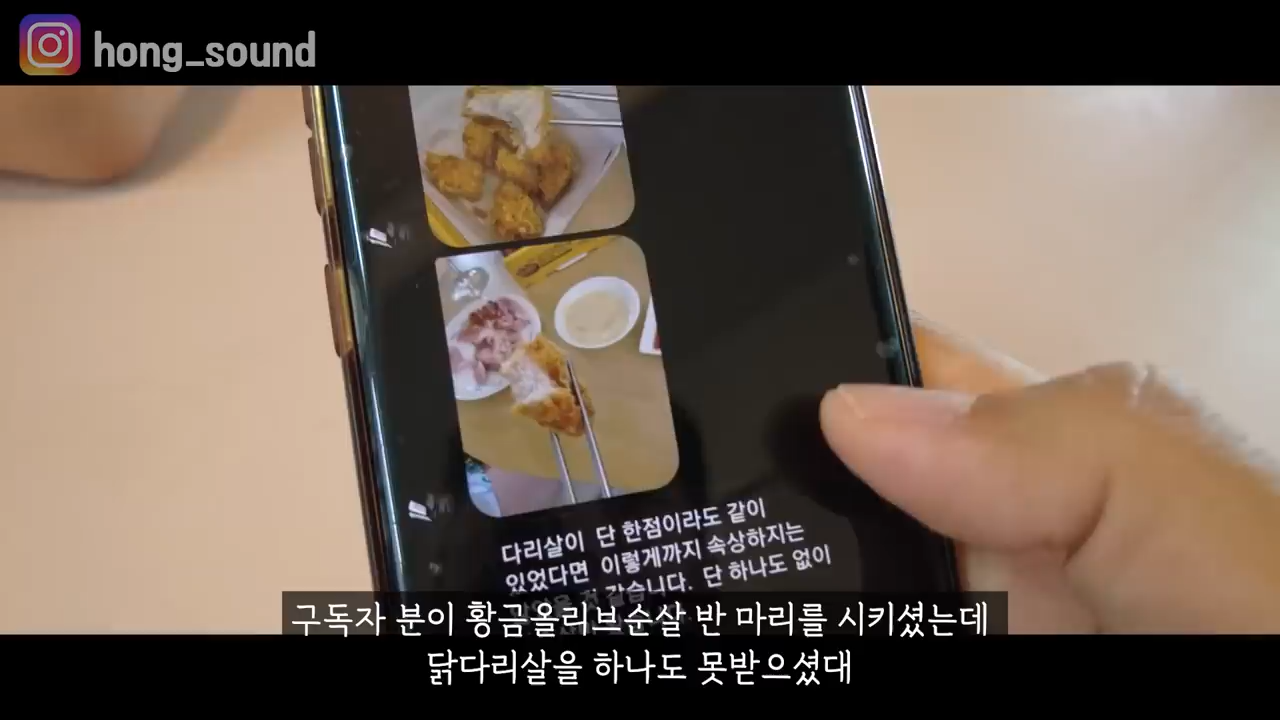 hong_sound
다리살이 단 한점이라도 같이
있었다면 이렇게까지 속상하지는
것 같습니다. 단 하나도 없이
구독자 분이 황금올리브순살 반 마리를 시키셨는데
닭다리살을 하나도 못받으셨대